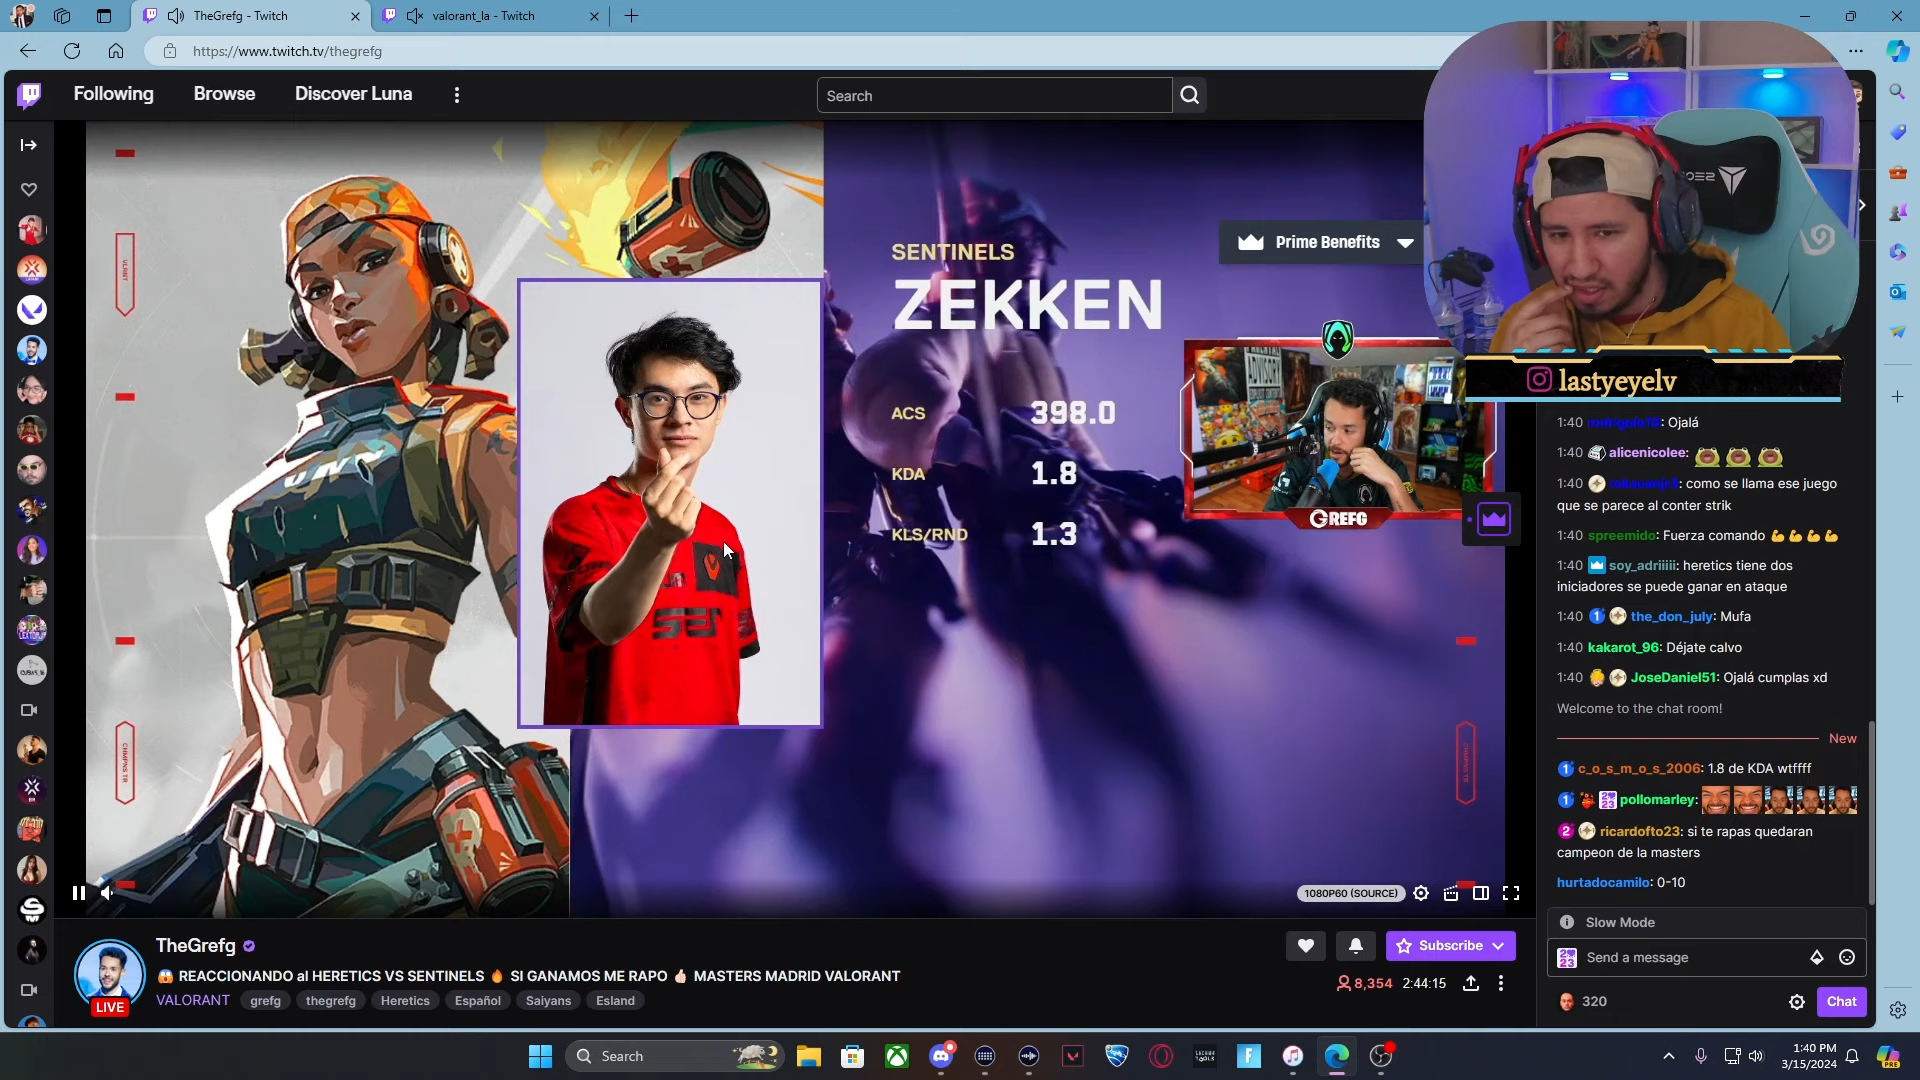 TheGrefg - Twitch
valorant_la - Twitch
https://www.twitch.tv/thegrefg
Following
Browse
Discover Luna
Search
SENTINELS
ZEKKEN
ACS 398.0
KDA 1.8
KLS/RND 1.3
Prime Benefits
GREFG
lastyeyelv
1:40 : Ojalá
1:40 alicenicolee:
1:40 : como se llama ese juego
que se parece al conter strik
1:40 spreemido: Fuerza comando
1:40 soy_adriiiii: heretics tiene dos
iniciadores se puede ganar en ataque
1:40 the_don_july: Mufa
1:40 kakarot_96: Déjate calvo
1:40 JoseDaniel51: Ojalá cumplas xd
Welcome to the chat room!
New
c_o_s_m_o_s_2006: 1.8 de KDA wtffff
pollomarley:
ricardofto23: si te rapas quedaran
campeon de la masters
hurtadocamilo: 0-10
Slow Mode
Send a message
320
Chat
1080P60 (SOURCE)
TheGrefg
REACCIONANDO al HERETICS VS SENTINELS SI GANAMOS ME RAPO MASTERS MADRID VALORANT
LIVE
VALORANT grefg thegrefg Heretics Español Saiyans Esland
Subscribe
8,354 2:44:15
Search
1:40 PM
3/15/2024